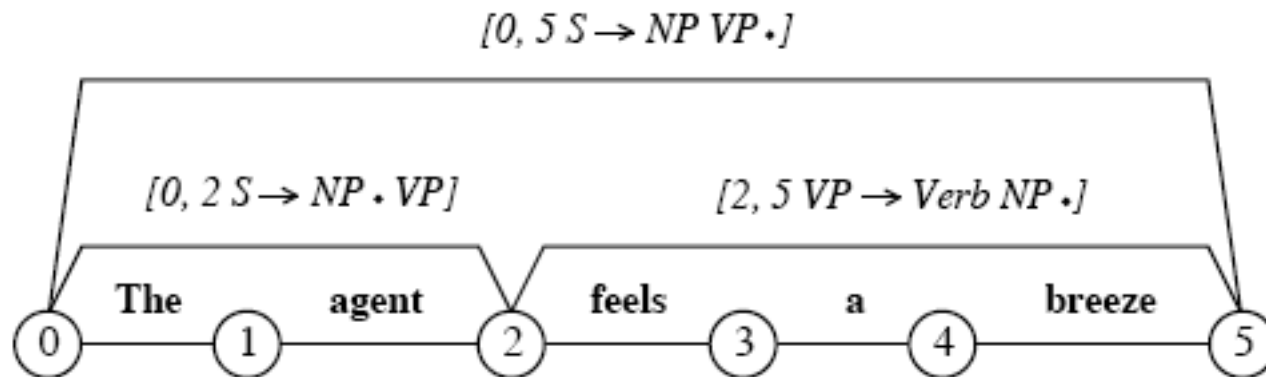 [0, 5 S → NP VP •]
[0, 2 S → NP • VP] [2, 5 VP → Verb NP •]
The agent feels a breeze
0 1 2 3 4 5